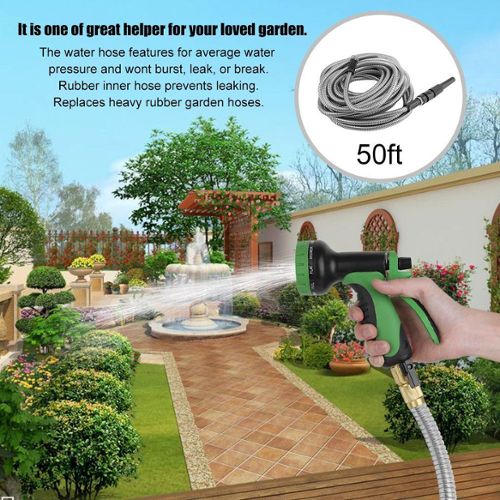 It is one of great helper for your loved garden.
The water hose features for average water
pressure and wont burst, leak, or break.
Rubber inner hose prevents leaking.
Replaces heavy rubber garden hoses.
50ft